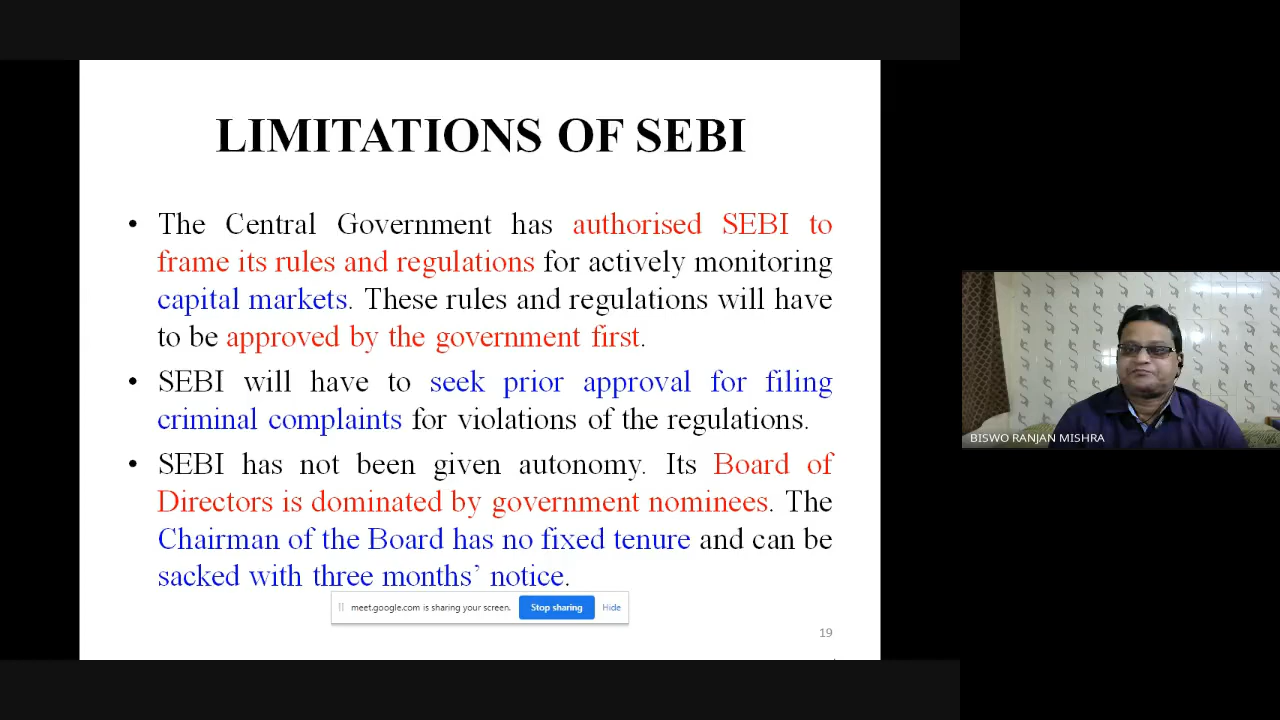 LIMITATIONS OF SEBI
• The Central Government has authorised SEBI to
frame its rules and regulations for actively monitoring
capital markets. These rules and regulations will have
to be approved by the government first.
• SEBI will have to seek prior approval for filing
criminal complaints for violations of the regulations.
• SEBI has not been given autonomy. Its Board of
Directors is dominated by government nominees. The
Chairman of the Board has no fixed tenure and can be
sacked with three months’ notice.
meet.google.com is sharing your screen. Stop sharing Hide
19
BISWO RANJAN MISHRA